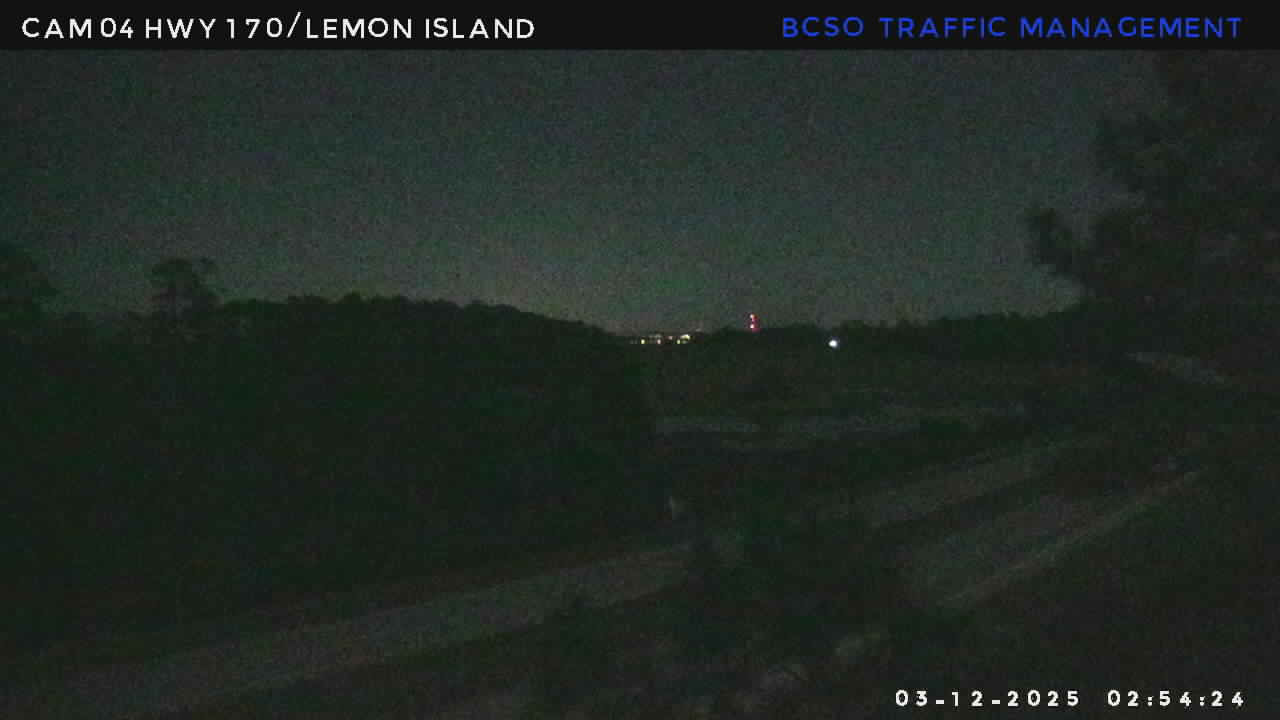 CAM04 HWY 170/LEMON ISLAND
BCSO TRAFFIC MANAGEMENT
03-12-2025 02:54:24